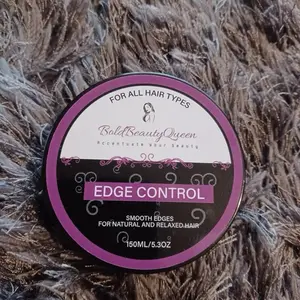 FOR ALL HAIR TYPES
BoldBeautyQueen
Accentuate your beauty
EDGE CONTROL
SMOOTH EDGES
FOR NATURAL AND RELAXED HAIR
150ML/5.3OZ